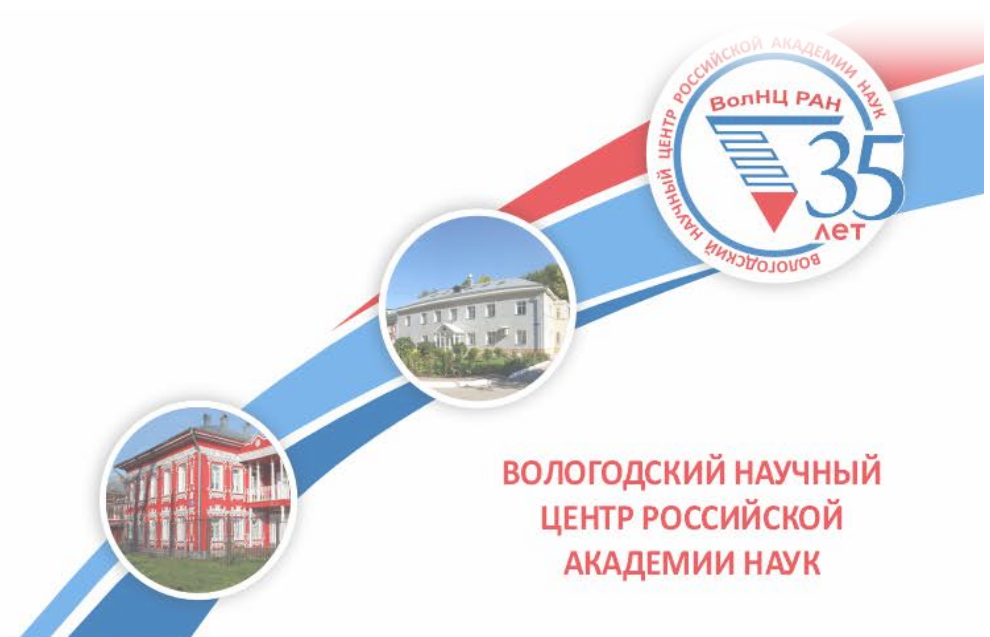 ВОЛОГОДСКИЙ НАУЧНЫЙ ЦЕНТР РОССИЙСКОЙ АКАДЕМИИ НАУК
ВолНЦ РАН
35
лет
ВОЛОГОДСКИЙ НАУЧНЫЙ
ЦЕНТР РОССИЙСКОЙ
АКАДЕМИИ НАУК